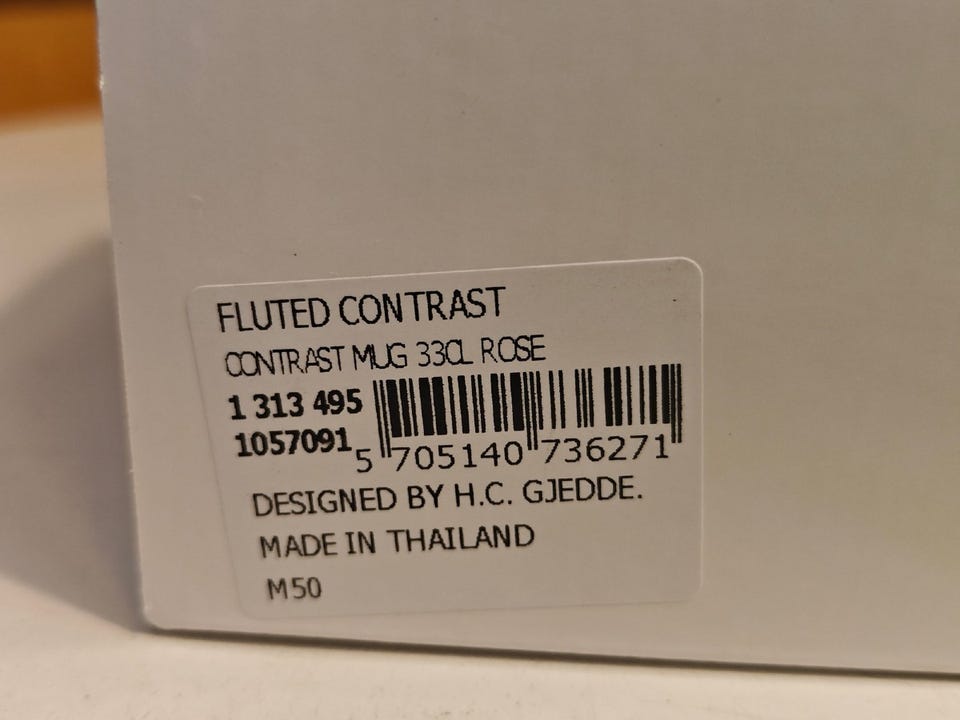 FLUTED CONTRAST
CONTRAST MUG 33CL ROSE
1 313 495
1057091
5 705140 736271
DESIGNED BY H.C. GJEDDE.
MADE IN THAILAND
M50